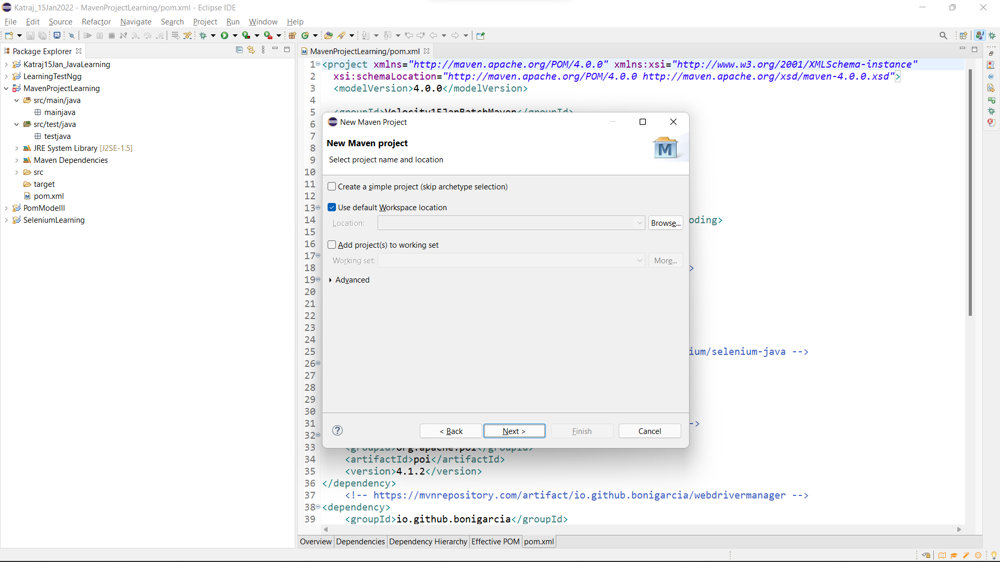 Katraj_15Jan2022 - MavenProjectLearning/pom.xml - Eclipse IDE
File Edit Source Refactor Navigate Search Project Run Window Help
Package Explorer
Katraj15Jan_JavaLearning
LearningTestNgg
MavenProjectLearning
src/main/java
mainjava
src/test/java
testjava
JRE System Library [J2SE-1.5]
Maven Dependencies
src
target
pom.xml
PomModelII
SeleniumLearning
MavenProjectLearning/pom.xml
1 <project xmlns="http://maven.apache.org/POM/4.0.0" xmlns:xsi="http://www.w3.org/2001/XMLSchema-instance"
2 xsi:schemaLocation="http://maven.apache.org/POM/4.0.0 http://maven.apache.org/xsd/maven-4.0.0.xsd">
3 <modelVersion>4.0.0</modelVersion>
4
5 <groupId>Velocity15JanBatchMaven</groupId>
6
7
8
9
10
11
12
13
14 oding>
15
16
17
18 >
19
20
21
22
23
24
25 ium/selenium-java -->
26
27
28
29
30
31 ->
32
33 <groupId>org.apache.poi</groupId>
34 <artifactId>poi</artifactId>
35 <version>4.1.2</version>
36 </dependency>
37 <!-- https://mvnrepository.com/artifact/io.github.bonigarcia/webdrivermanager -->
38 <dependency>
39 <groupId>io.github.bonigarcia</groupId>
New Maven Project
New Maven project
Select project name and location
M
Create a simple project (skip archetype selection)
Use default Workspace location
Location:
Browse...
Add project(s) to working set
Working set:
More...
Advanced
?
< Back
Next >
Finish
Cancel
Overview Dependencies Dependency Hierarchy Effective POM pom.xml